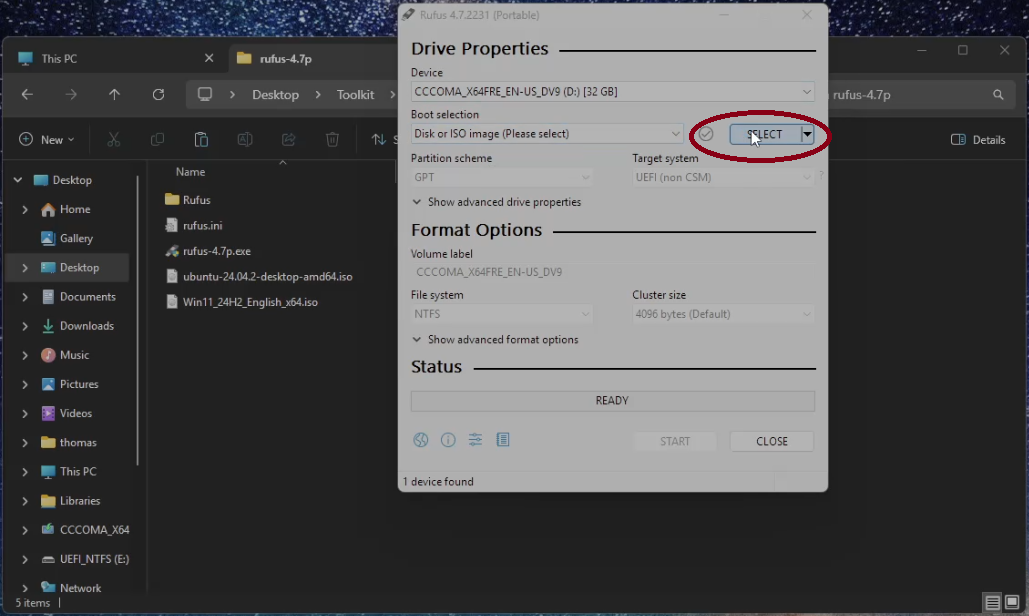 Rufus 4.7.2231 (Portable)
Drive Properties
Device
CCCOMA_X64FRE_EN-US_DV9 (D:) [32 GB]
Boot selection
Disk or ISO image (Please select)
SELECT
Partition scheme
Target system
GPT
UEFI (non CSM)
?
Show advanced drive properties
Format Options
Volume label
CCCOMA_X64FRE_EN-US_DV9
File system
Cluster size
NTFS
4096 bytes (Default)
Show advanced format options
Status
READY
START
CLOSE
1 device found
This PC
rufus-4.7p
Desktop
Toolkit
rufus-4.7p
New
Details
Name
Rufus
rufus.ini
rufus-4.7p.exe
ubuntu-24.04.2-desktop-amd64.iso
Win11_24H2_English_x64.iso
Desktop
Home
Gallery
Desktop
Documents
Downloads
Music
Pictures
Videos
thomas
This PC
Libraries
CCCOMA_X64
UEFI_NTFS (E:)
Network
5 items